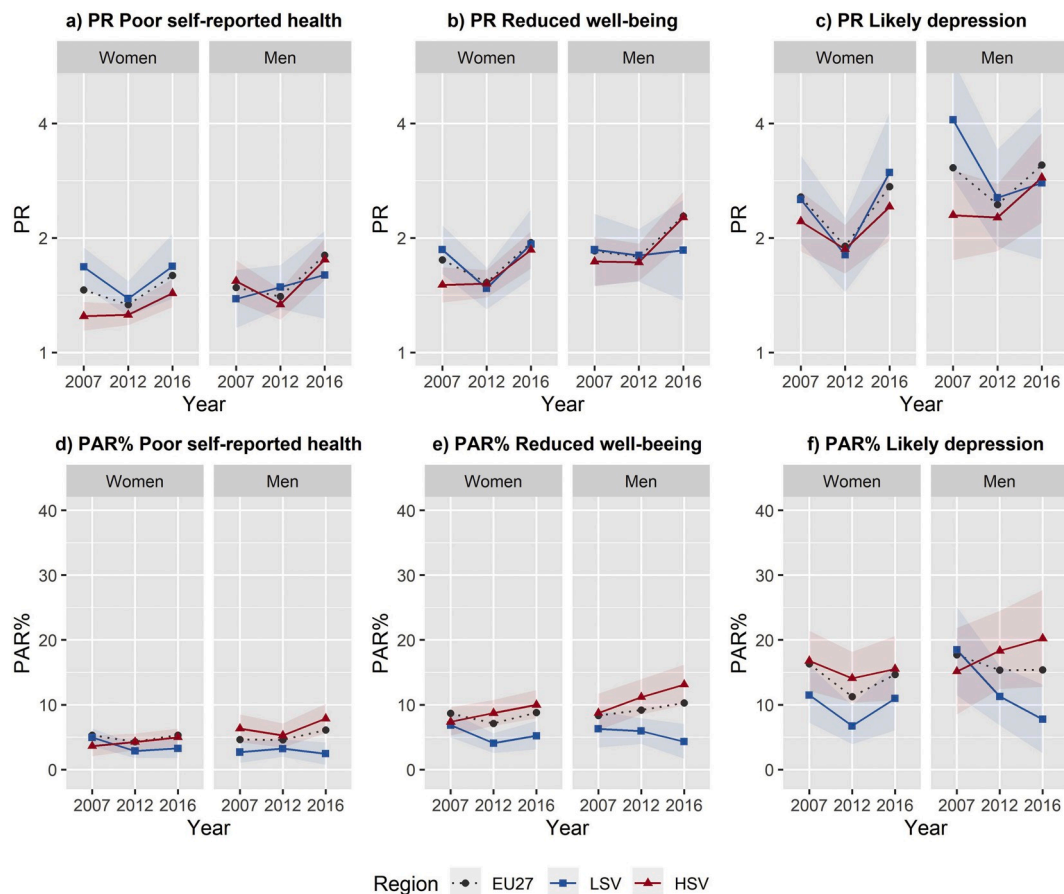 a) PR Poor self-reported health
b) PR Reduced well-being
c) PR Likely depression
Women
Men
Women
Men
Women
Men
PR
4
2
1
PR
4
2
1
PR
4
2
1
2007 2012 2016
2007 2012 2016
2007 2012 2016
2007 2012 2016
2007 2012 2016
2007 2012 2016
Year
Year
Year
d) PAR% Poor self-reported health
e) PAR% Reduced well-beeing
f) PAR% Likely depression
Women
Men
Women
Men
Women
Men
PAR%
40
30
20
10
0
PAR%
40
30
20
10
0
PAR%
40
30
20
10
0
2007 2012 2016
2007 2012 2016
2007 2012 2016
2007 2012 2016
2007 2012 2016
2007 2012 2016
Year
Year
Year
Region EU27 LSV HSV